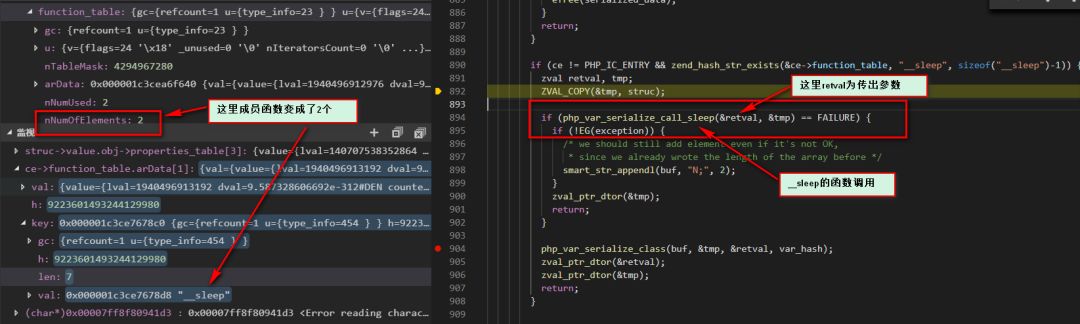 function_table: {gc={refcount=1 u={type_info=23 } } u={v={flags=24…
gc: {refcount=1 u={type_info=23 } }
u: {v={flags=24 '\x18' _unused=0 '\0' nIteratorsCount=0 '\0' ...}…
nTableMask: 4294967280
arData: 0x000001c3cea6f640 {val={value={lval=1940496912976 dval=9…
nNumUsed: 2
nNumOfElements: 2
这里成员函数变成了2个
监视
struc->value.obj->properties_table[3]: {value={lval=140707538352864 …
ce->function_table.arData[1]: {val={value={lval=1940496913192 dval=9…
val: {value={lval=1940496913192 dval=9.587328606692e-312#DEN counte…
h: 9223601493244129980
key: 0x000001c3ce7678c0 {gc={refcount=1 u={type_info=454 } } h=9223…
gc: {refcount=1 u={type_info=454 } }
h: 9223601493244129980
len: 7
val: 0x000001c3ce7678d8 "__sleep"
(char*)0x00007ff8f80941d3 : 0x00007ff8f80941d3 <Error reading charac…
886 efree(serialized_data);
887 }
888 return;
889 }
890 if (ce != PHP_IC_ENTRY && zend_hash_str_exists(&ce->function_table, "__sleep", sizeof("__sleep")-1)) {
891 zval retval, tmp;
892 ZVAL_COPY(&tmp, struc);
这里retval为传出参数
893
894 if (php_var_serialize_call_sleep(&retval, &tmp) == FAILURE) {
895 if (!EG(exception)) {
896 /* we should still add element even if it's not OK,
897 * since we already wrote the length of the array before */
898 smart_str_appendl(buf, "N;", 2);
__sleep的函数调用
899 }
900 zval_ptr_dtor(&tmp);
901 return;
902 }
903
904 php_var_serialize_class(buf, &tmp, &retval, var_hash);
905 zval_ptr_dtor(&retval);
906 zval_ptr_dtor(&tmp);
907 return;
908 }
909